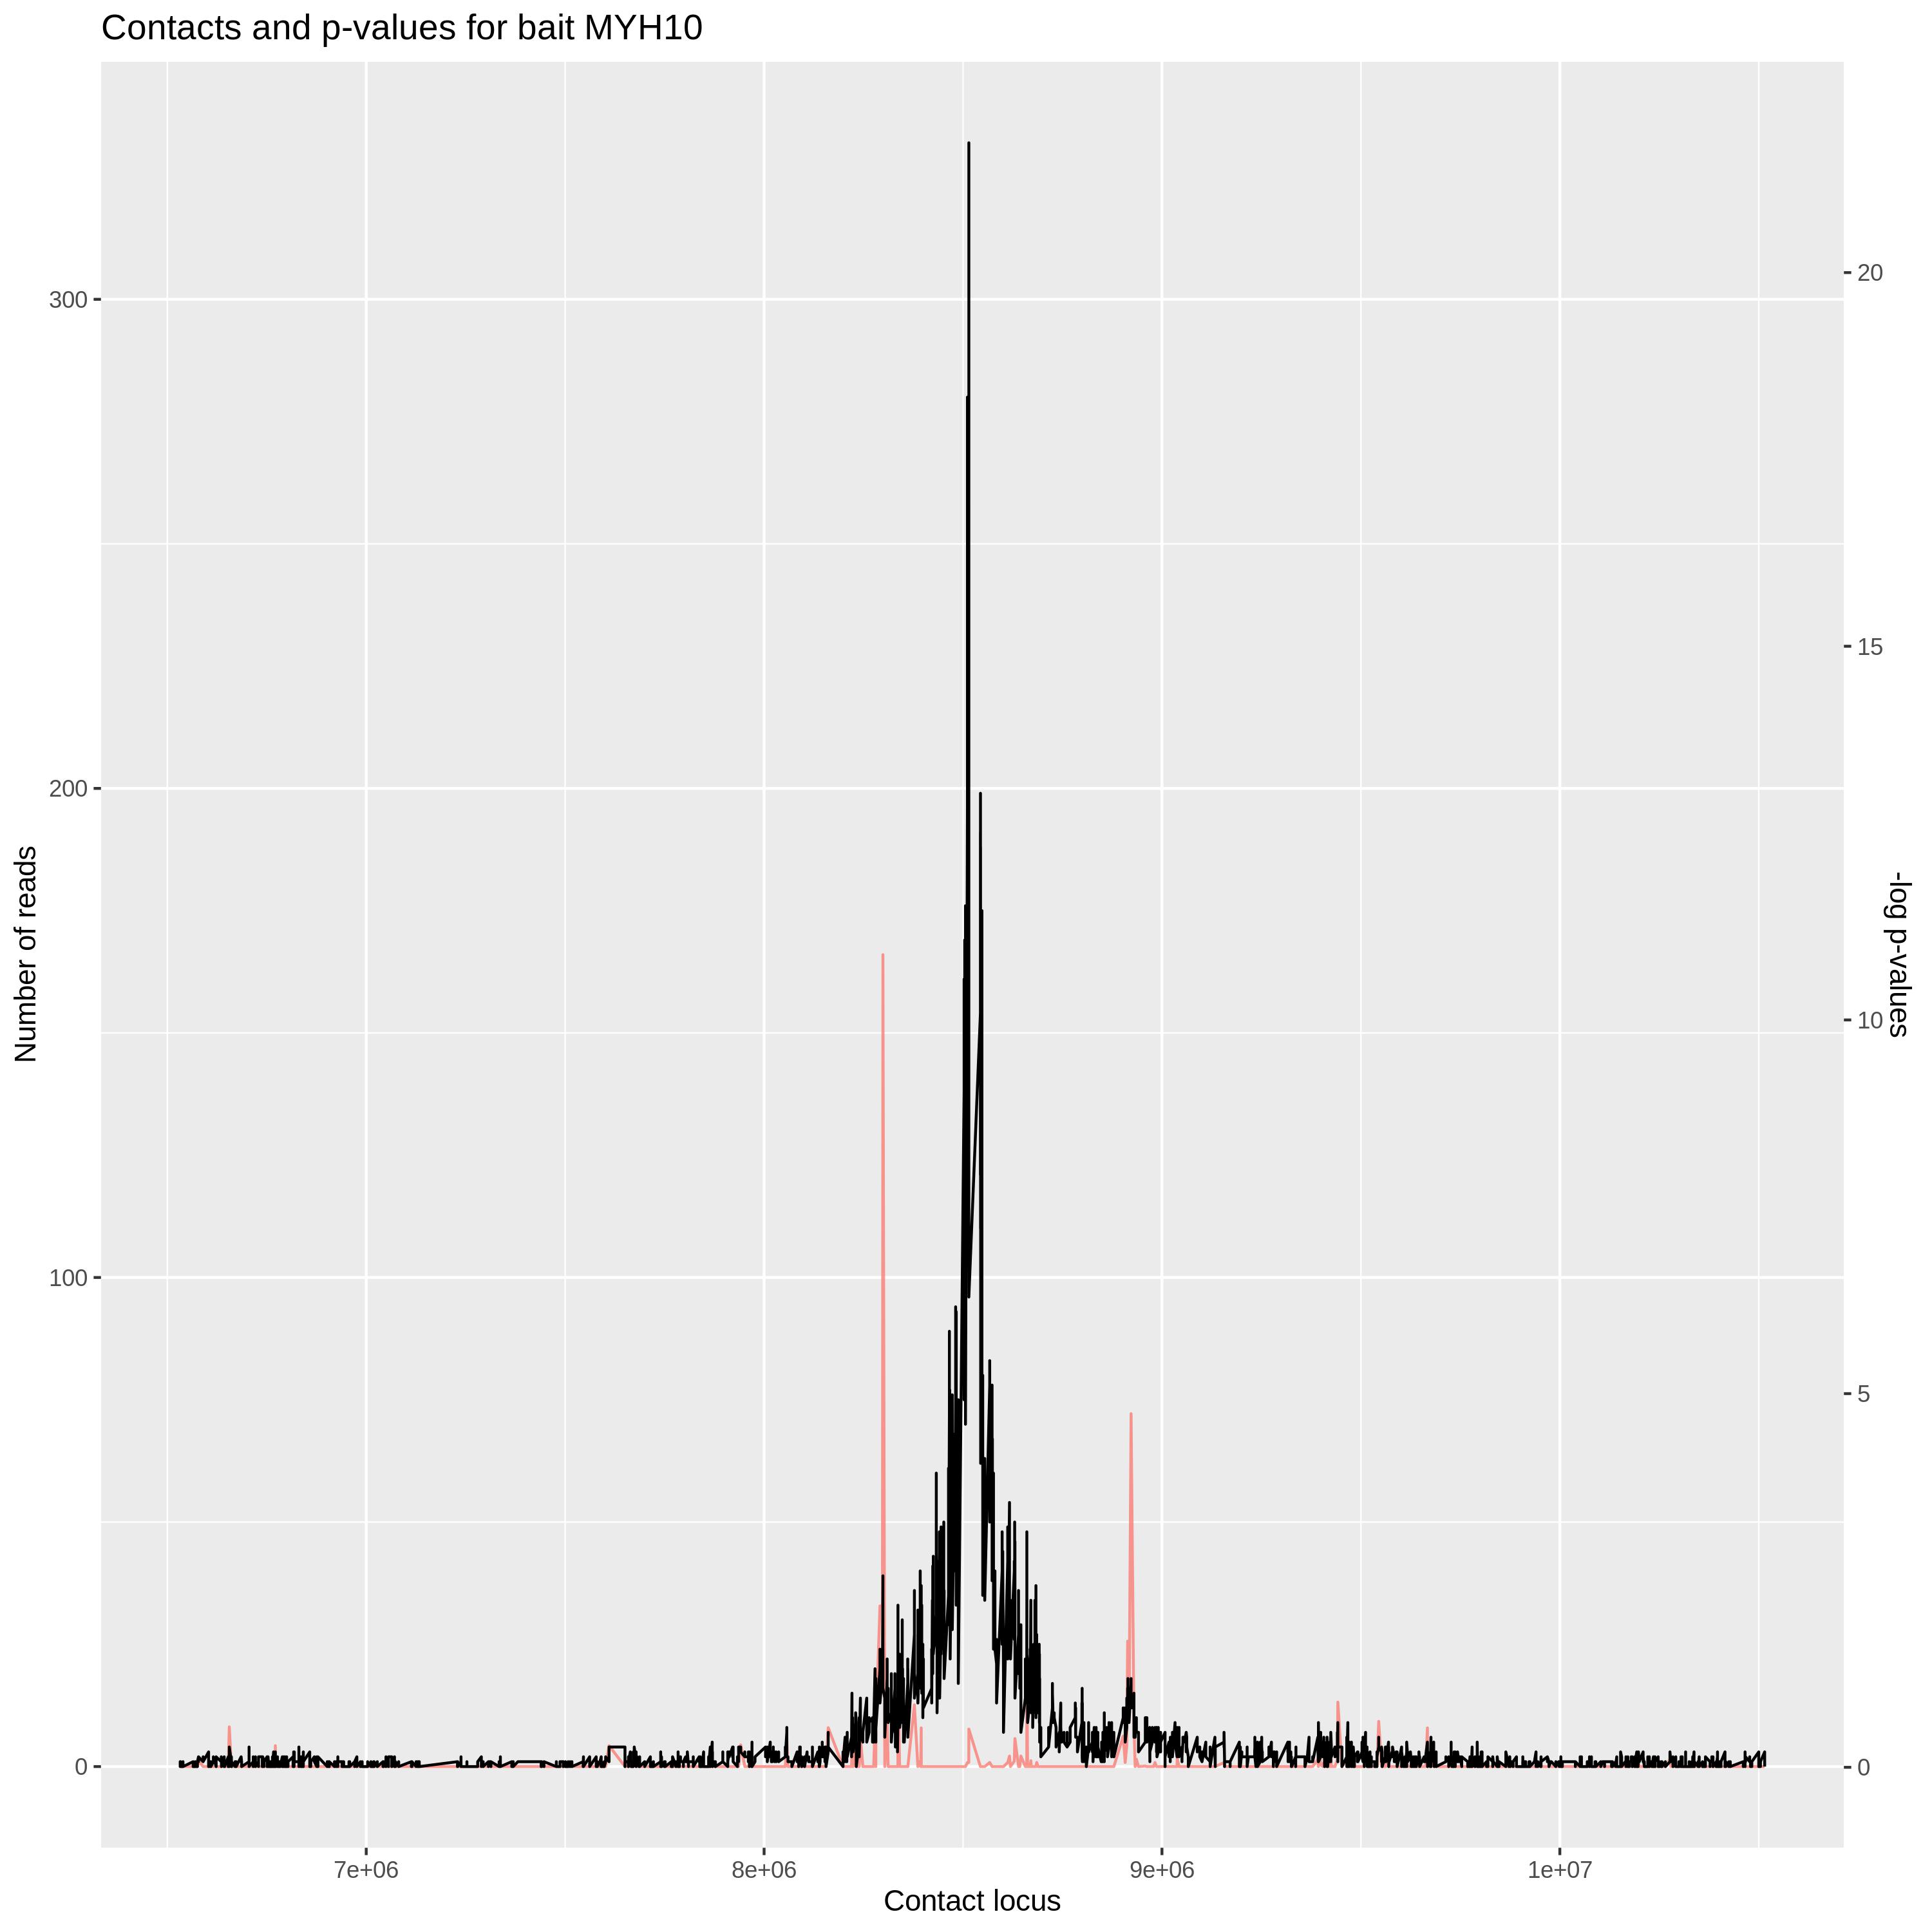 Contacts and p-values for bait MYH10
Number of reads
300
200
100
0
20
15
10
5
0
-log p-values
7e+06 8e+06 9e+06 1e+07
Contact locus